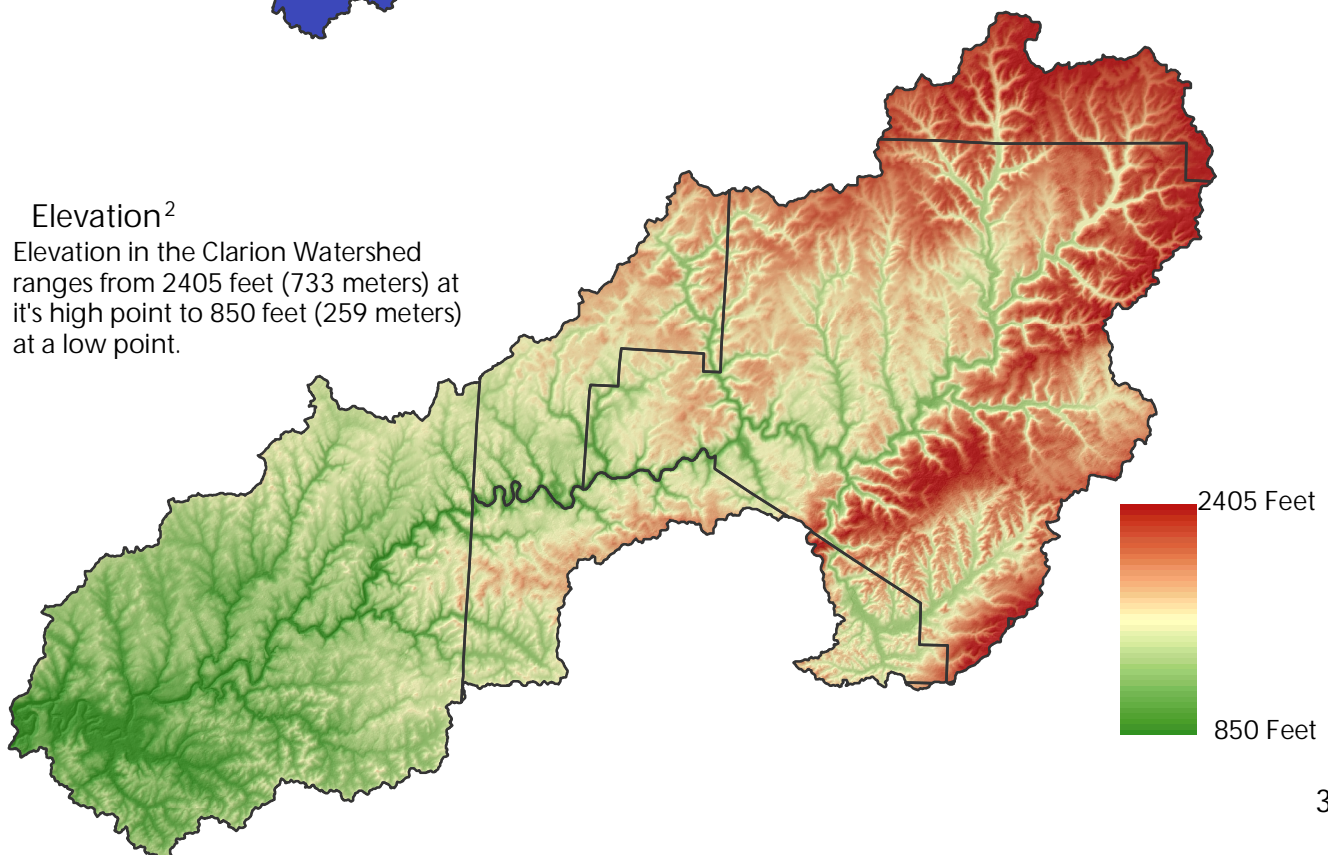 Elevation²
Elevation in the Clarion Watershed
ranges from 2405 feet (733 meters) at
it's high point to 850 feet (259 meters)
at a low point.
2405 Feet
850 Feet
3